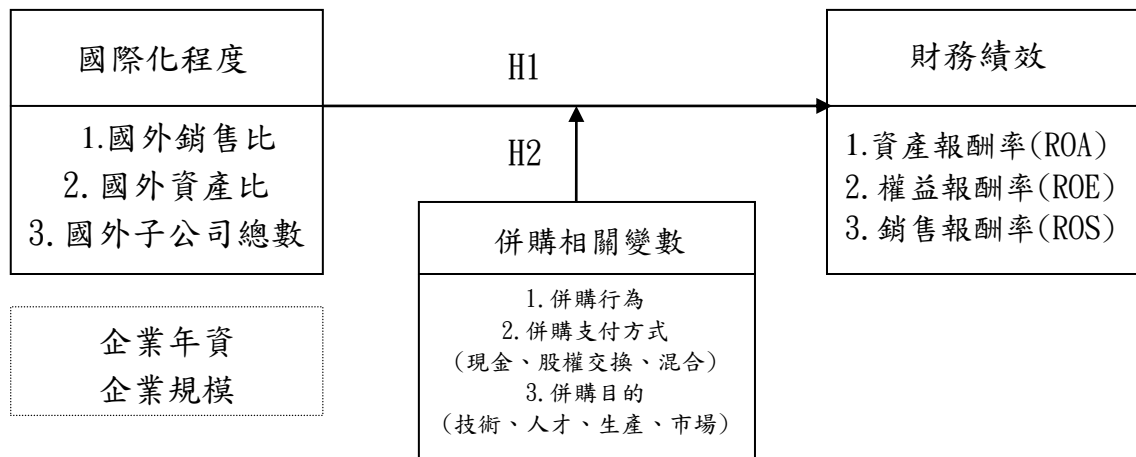 國際化程度
1.國外銷售比
2.國外資產比
3.國外子公司總數
H1
H2
財務績效
1.資產報酬率(ROA)
2.權益報酬率(ROE)
3.銷售報酬率(ROS)
併購相關變數
1.併購行為
2.併購支付方式
(現金、股權交換、混合)
3.併購目的
(技術、人才、生產、市場)
企業年資
企業規模